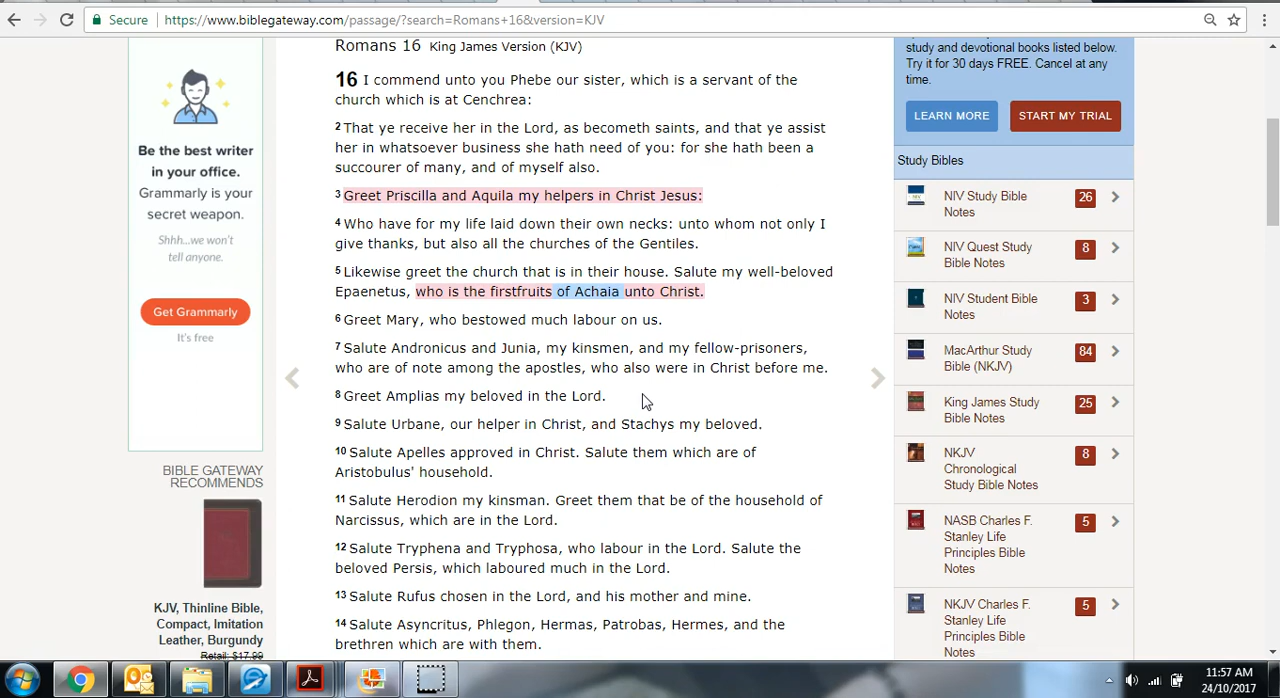 Secure
https://www.biblegateway.com/passage/?search=Romans+16&version=KJV
Be the best writer
in your office.
Grammarly is your
secret weapon.
Shhh...we won't
tell anyone.
Get Grammarly
It's free
BIBLE GATEWAY
RECOMMENDS
KJV, Thinline Bible,
Compact, Imitation
Leather, Burgundy
Retail: $17.99
Romans 16 King James Version (KJV)
16 I commend unto you Phebe our sister, which is a servant of the
church which is at Cenchrea:
2 That ye receive her in the Lord, as becometh saints, and that ye assist
her in whatsoever business she hath need of you: for she hath been a
succourer of many, and of myself also.
3 Greet Priscilla and Aquila my helpers in Christ Jesus:
4 Who have for my life laid down their own necks: unto whom not only I
give thanks, but also all the churches of the Gentiles.
5 Likewise greet the church that is in their house. Salute my well-beloved
Epaenetus, who is the firstfruits of Achaia unto Christ.
6 Greet Mary, who bestowed much labour on us.
7 Salute Andronicus and Junia, my kinsmen, and my fellow-prisoners,
who are of note among the apostles, who also were in Christ before me.
8 Greet Amplias my beloved in the Lord.
9 Salute Urbane, our helper in Christ, and Stachys my beloved.
10 Salute Apelles approved in Christ. Salute them which are of
Aristobulus' household.
11 Salute Herodion my kinsman. Greet them that be of the household of
Narcissus, which are in the Lord.
12 Salute Tryphena and Tryphosa, who labour in the Lord. Salute the
beloved Persis, which laboured much in the Lord.
13 Salute Rufus chosen in the Lord, and his mother and mine.
14 Salute Asyncritus, Phlegon, Hermas, Patrobas, Hermes, and the
brethren which are with them.
study and devotional books listed below.
Try it for 30 days FREE. Cancel at any
time.
LEARN MORE
START MY TRIAL
Study Bibles
NIV Study Bible
Notes
26
NIV Quest Study
Bible Notes
8
NIV Student Bible
Notes
3
MacArthur Study
Bible (NKJV)
84
King James Study
Bible Notes
25
NKJV
Chronological
Study Bible Notes
8
NASB Charles F.
Stanley Life
Principles Bible
Notes
5
NKJV Charles F.
Stanley Life
Principles Bible
Notes
5
11:57 AM
24/10/2017